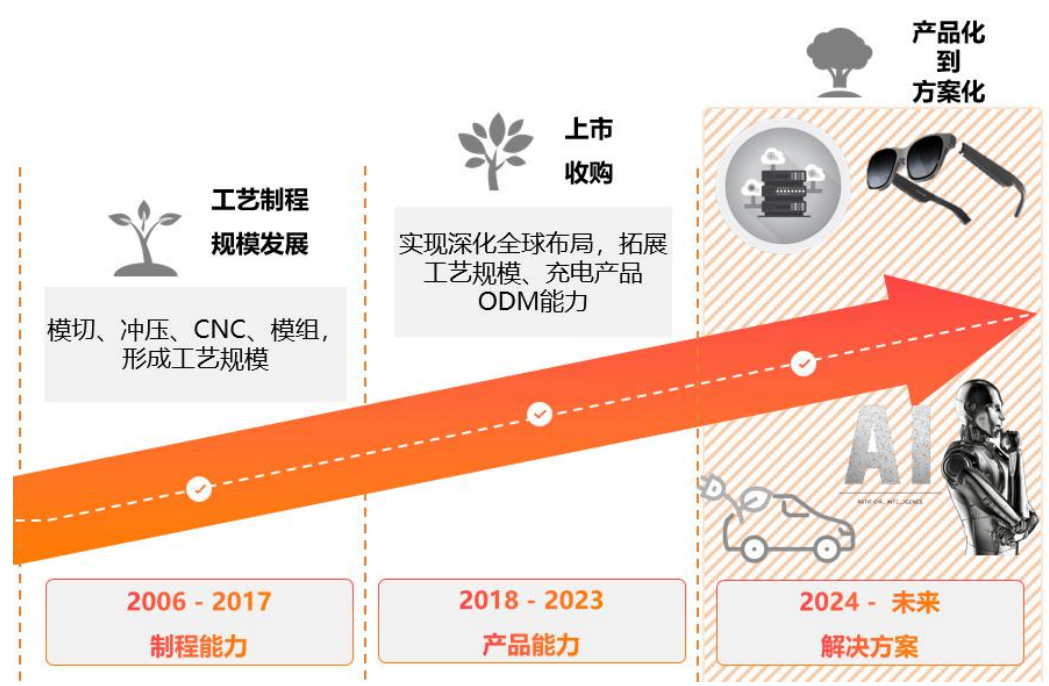 工艺制程
规模发展
模切、冲压、CNC、模组，
形成工艺规模
2006 - 2017
制程能力
上市
收购
实现深化全球布局，拓展
工艺规模、充电产品
ODM能力
2018 - 2023
产品能力
产品化
到
方案化
AI
ARTIFICIAL INTELLIGENCE
2024 - 未来
解决方案